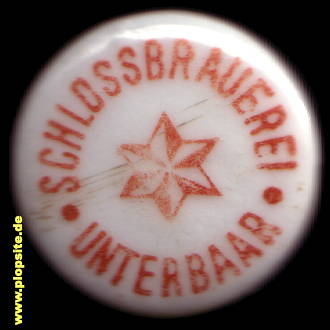 SCHLOSSBRAUEREI
• UNTERBAAR •
www.plopsite.de